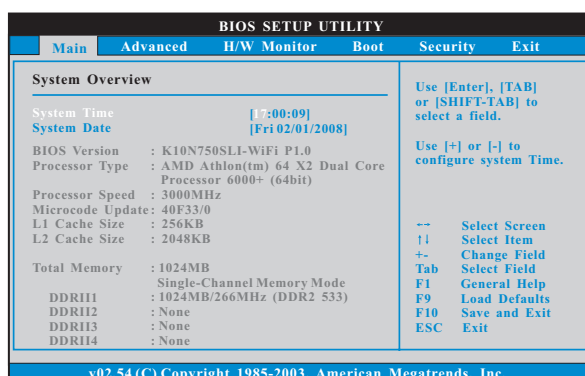 BIOS SETUP UTILITY
Main Advanced H/W Monitor Boot Security Exit
System Overview
System Time [17:00:09]
System Date [Fri 02/01/2008]
BIOS Version : K10N750SLI-WiFi P1.0
Processor Type : AMD Athlon(tm) 64 X2 Dual Core
Processor 6000+ (64bit)
Processor Speed : 3000MHz
Microcode Update : 40F33/0
L1 Cache Size : 256KB
L2 Cache Size : 2048KB
Total Memory : 1024MB
Single-Channel Memory Mode
DDRII1 : 1024MB/266MHz (DDR2 533)
DDRII2 : None
DDRII3 : None
DDRII4 : None
Use [Enter], [TAB]
or [SHIFT-TAB] to
select a field.
Use [+] or [-] to
configure system Time.
←→ Select Screen
↑↓ Select Item
+- Change Field
Tab Select Field
F1 General Help
F9 Load Defaults
F10 Save and Exit
ESC Exit
v02.54 (C) Copyright 1985-2003, American Megatrends, Inc.